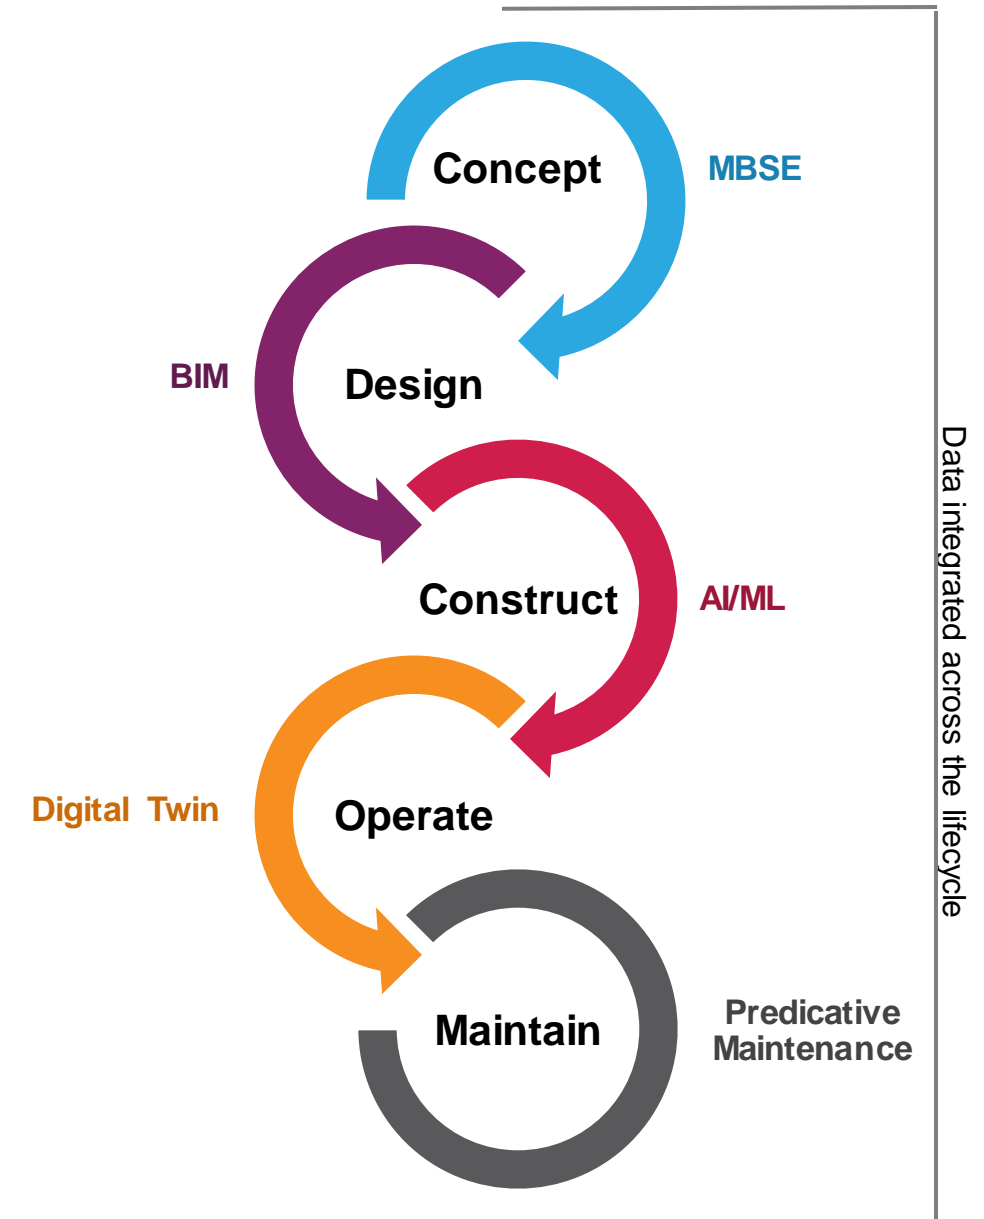 Concept
MBSE
BIM
Design
Construct
AI/ML
Digital Twin
Operate
Maintain
Predicative
Maintenance
Data integrated across the lifecycle